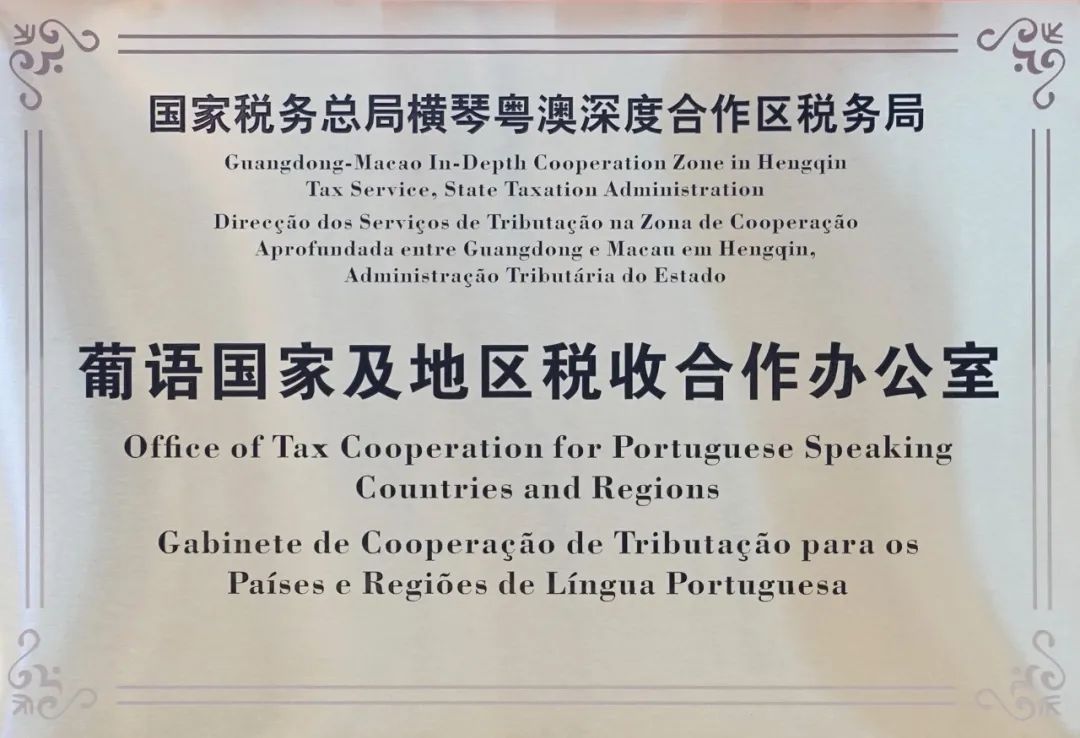 国家税务总局横琴粤澳深度合作区税务局
Guangdong-Macao In-Depth Cooperation Zone in Hengqin
Tax Service, State Taxation Administration
Direcção dos Serviços de Tributação na Zona de Cooperação
Aprofundada entre Guangdong e Macau em Hengqin,
Administração Tributária do Estado
葡语国家及地区税收合作办公室
Office of Tax Cooperation for Portuguese Speaking
Countries and Regions
Gabinete de Cooperação de Tributação para os
Países e Regiões de Língua Portuguesa